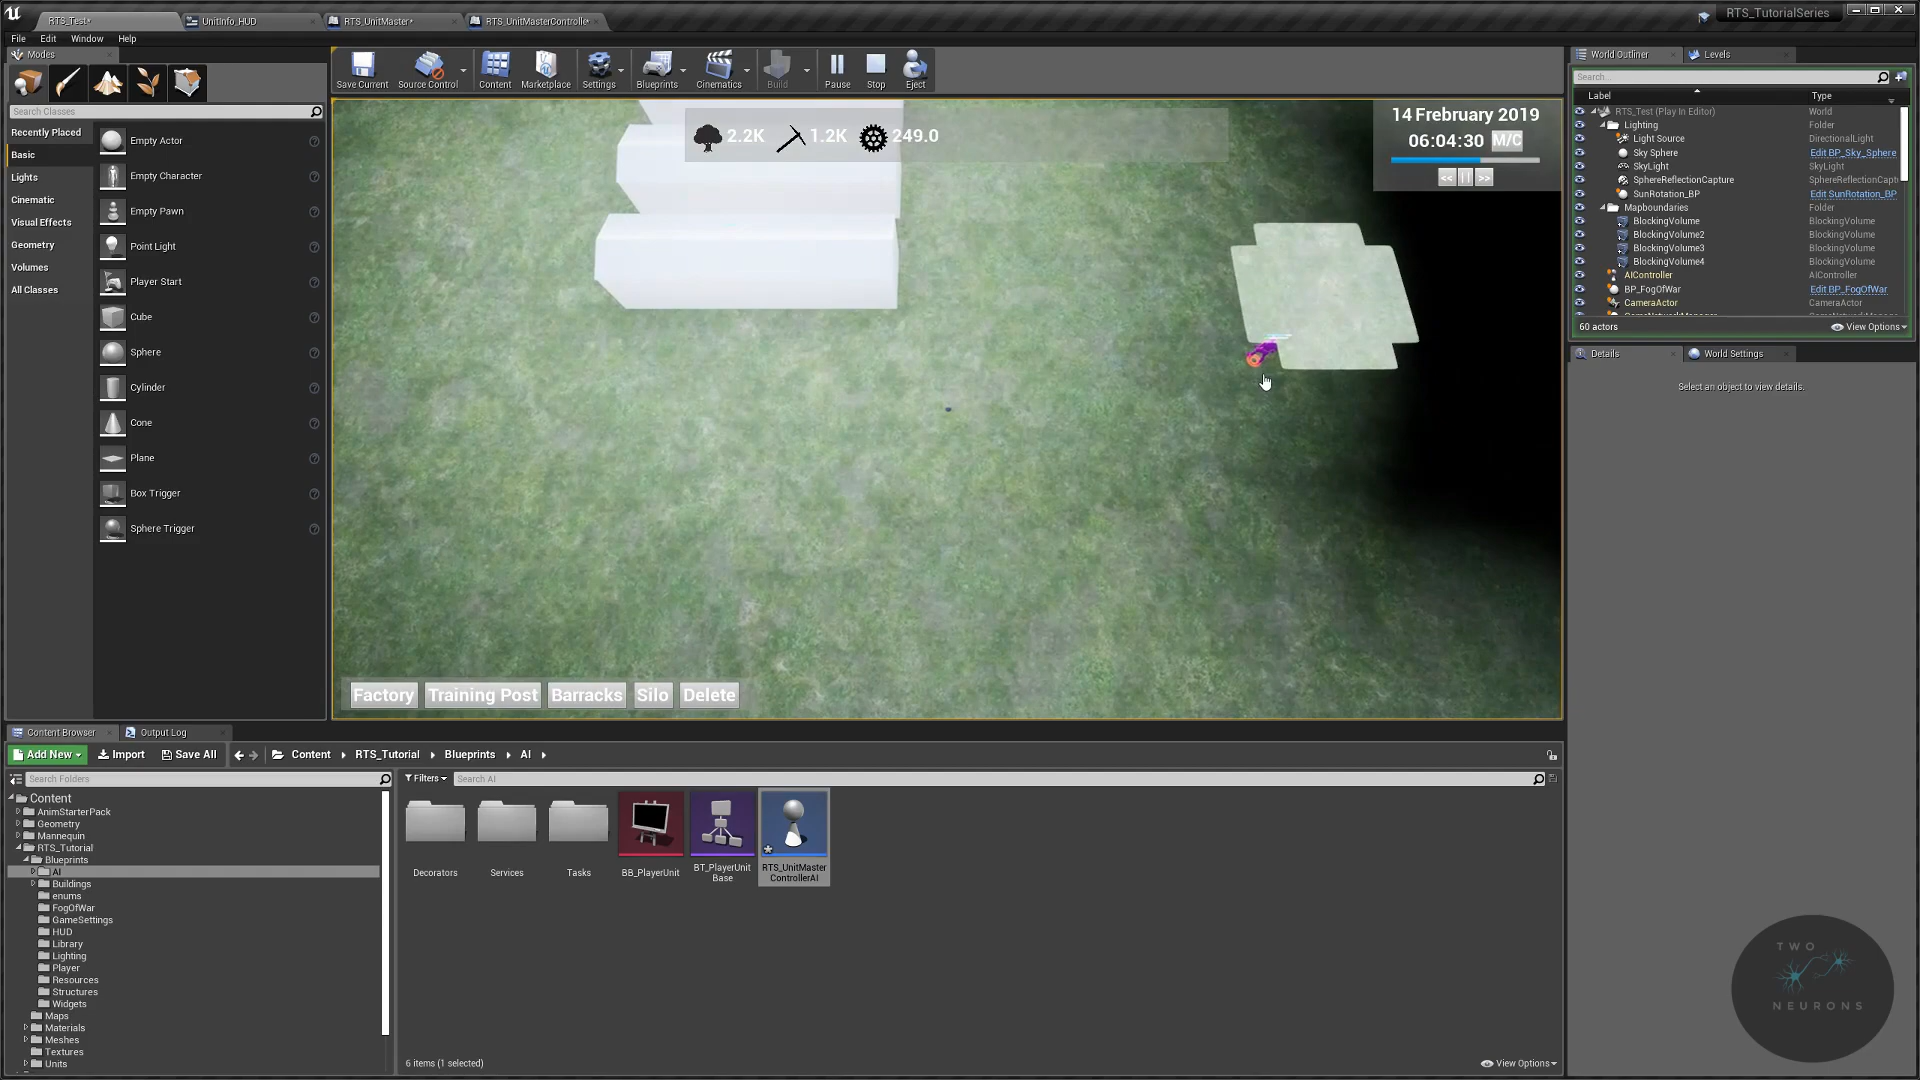 RTS_Test*
UnitInfo_HUD
RTS_UnitMaster*
RTS_UnitMasterControlle*
RTS_TutorialSeries
File Edit Window Help
Modes
Search Classes
Recently Placed
Basic
Lights
Cinematic
Visual Effects
Geometry
Volumes
All Classes
Empty Actor
Empty Character
Empty Pawn
Point Light
Player Start
Cube
Sphere
Cylinder
Cone
Plane
Box Trigger
Sphere Trigger
Save Current
Source Control
Content
Marketplace
Settings
Blueprints
Cinematics
Build
Pause
Stop
Eject
2.2K 1.2K 249.0
14 Frebruary 2019
06:04:30 M/C
<< || >>
Factory Training Post Barracks Silo Delete
World Outliner Levels
Search...
Label Type
RTS_Test (Play In Editor) World
Lighting Folder
Light Source DirectionalLight
Sky Sphere Edit BP_Sky_Sphere
SkyLight SkyLight
SphereReflectionCapture SphereReflectionCapt
SunRotation_BP Edit SunRotation_BP
Mapboundaries Folder
BlockingVolume BlockingVolume
BlockingVolume2 BlockingVolume
BlockingVolume3 BlockingVolume
BlockingVolume4 BlockingVolume
AIController AIController
BP_FogOfWar Edit BP_FogOfWar
CameraActor CameraActor
60 actors View Options
Details World Settings
Select an object to view details.
Content Browser Output Log
Add New Import Save All Content RTS_Tutorial Blueprints AI
Search Folders
Filters Search AI
Content
AnimStarterPack
Geometry
Mannequin
RTS_Tutorial
Blueprints
AI
Buildings
enums
FogOfWar
GameSettings
HUD
Library
Lighting
Player
Resources
Structures
Widgets
Maps
Materials
Meshes
Textures
Units
Decorators
Services
Tasks
BB_PlayerUnit
BT_PlayerUnit
Base
RTS_UnitMaster
ControllerAI
6 items (1 selected)
View Options
TWO
NEURONS